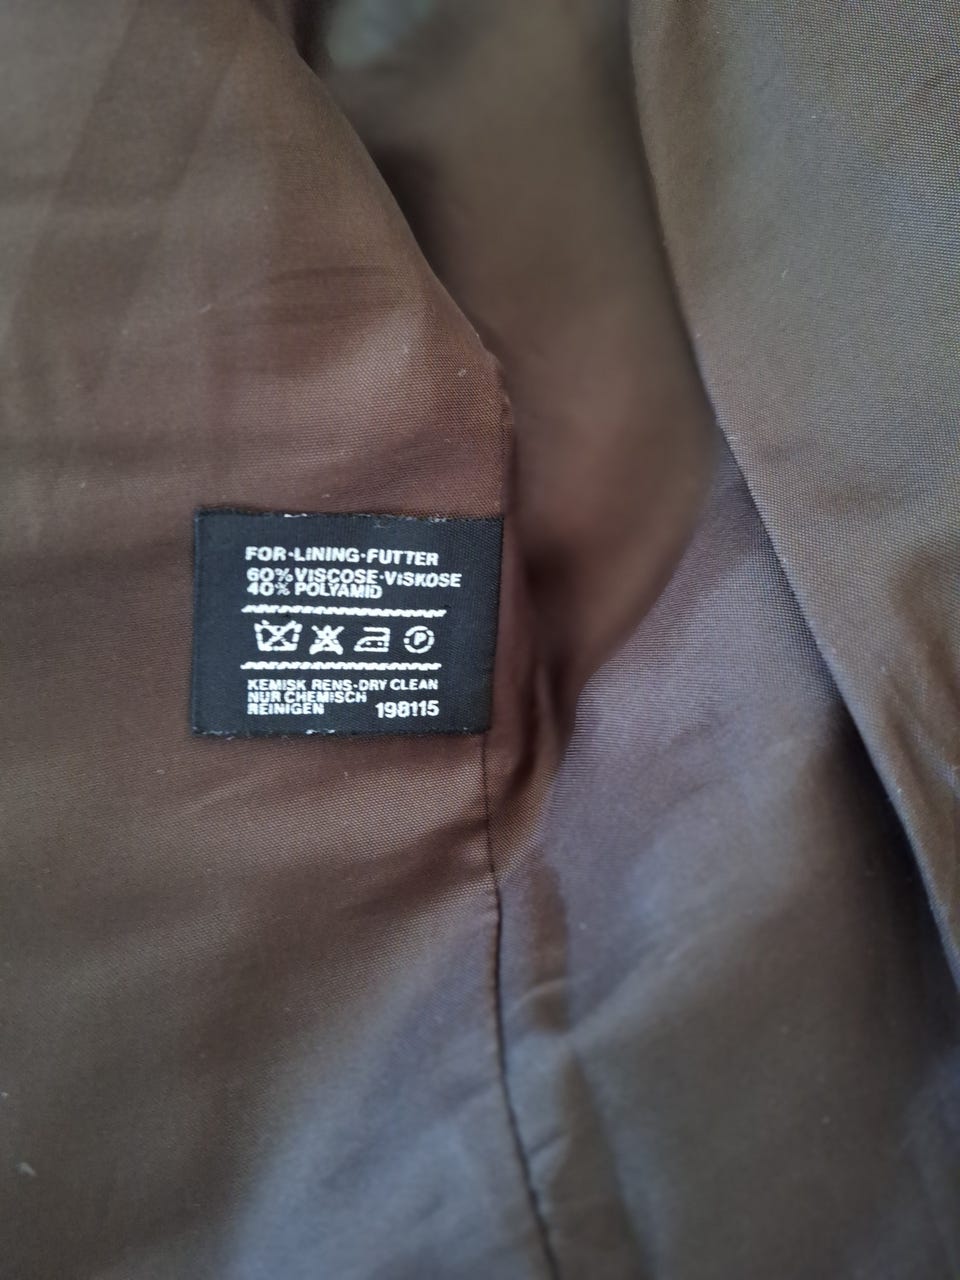 FOR-LINING-FUTTER
60% VISCOSE-VISKOSE
40% POLYAMID
P
KEMISK RENS-DRY CLEAN
NUR CHEMISCH
REINIGEN 198115